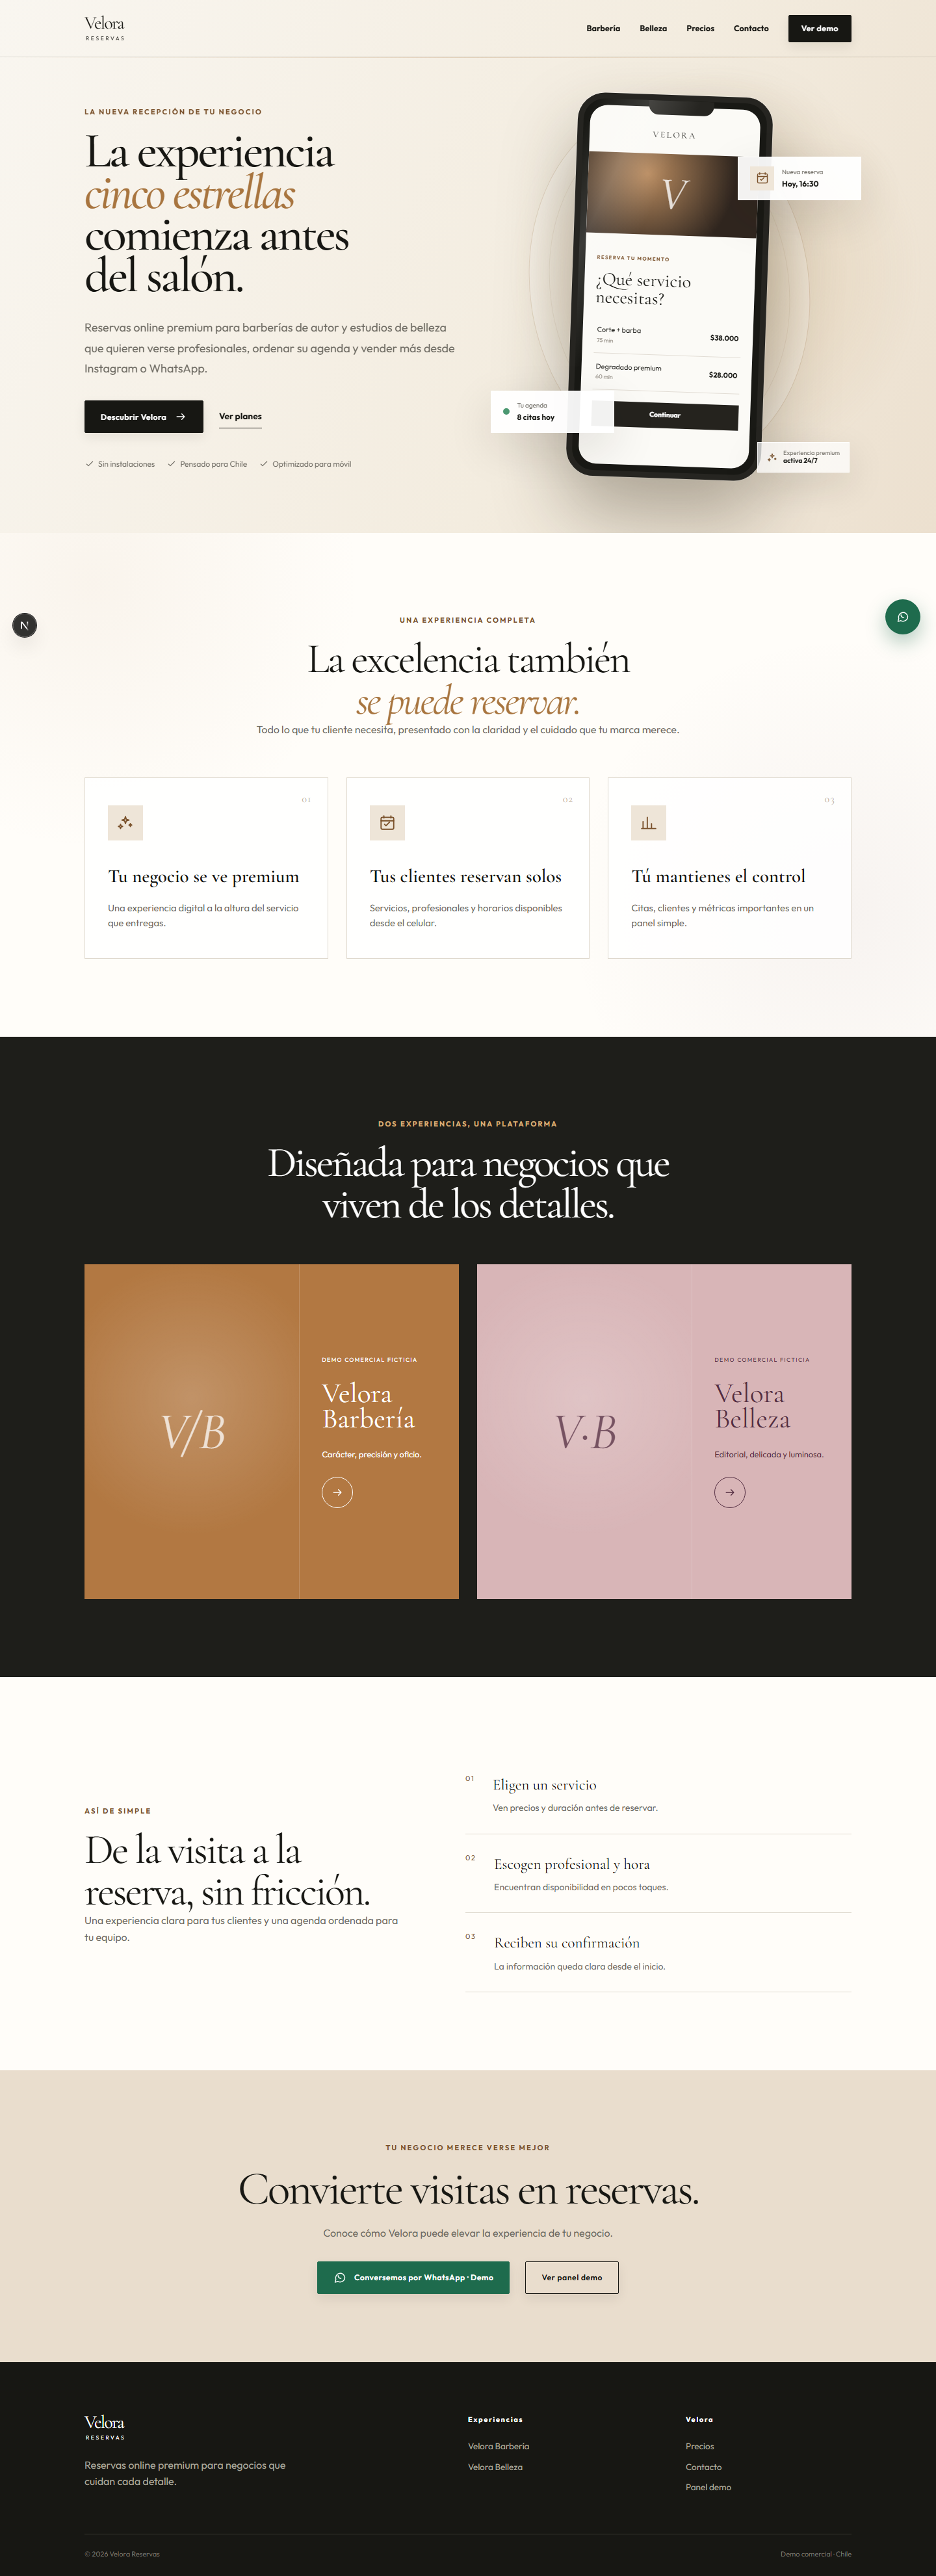 Velora
RESERVAS
Barbería
Belleza
Precios
Contacto
Ver demo
LA NUEVA RECEPCIÓN DE TU NEGOCIO
La experiencia
cinco estrellas
comienza antes
del salón.
Reservas online premium para barberías de autor y estudios de belleza
que quieren verse profesionales, ordenar su agenda y vender más desde
Instagram o WhatsApp.
Descubrir Velora
Ver planes
Sin instalaciones
Pensado para Chile
Optimizado para móvil
VELORA
V
Nueva reserva
Hoy, 16:30
RESERVA TU MOMENTO
¿Qué servicio
necesitas?
Corte + barba
75 min
$38.000
Degradado premium
60 min
$28.000
Continuar
Tu agenda
8 citas hoy
Experiencia premium
activa 24/7
N
UNA EXPERIENCIA COMPLETA
La excelencia también
se puede reservar.
Todo lo que tu cliente necesita, presentado con la claridad y el cuidado que tu marca merece.
01
Tu negocio se ve premium
Una experiencia digital a la altura del servicio
que entregas.
02
Tus clientes reservan solos
Servicios, profesionales y horarios disponibles
desde el celular.
03
Tú mantienes el control
Citas, clientes y métricas importantes en un
panel simple.
DOS EXPERIENCIAS, UNA PLATAFORMA
Diseñada para negocios que
viven de los detalles.
V/B
DEMO COMERCIAL FICTICIA
Velora
Barbería
Carácter, precisión y oficio.
V·B
DEMO COMERCIAL FICTICIA
Velora
Belleza
Editorial, delicada y luminosa.
ASÍ DE SIMPLE
De la visita a la
reserva, sin fricción.
Una experiencia clara para tus clientes y una agenda ordenada para
tu equipo.
01
Eligen un servicio
Ven precios y duración antes de reservar.
02
Escogen profesional y hora
Encuentran disponibilidad en pocos toques.
03
Reciben su confirmación
La información queda clara desde el inicio.
TU NEGOCIO MERECE VERSE MEJOR
Convierte visitas en reservas.
Conoce cómo Velora puede elevar la experiencia de tu negocio.
Conversemos por WhatsApp · Demo
Ver panel demo
Velora
RESERVAS
Reservas online premium para negocios que
cuidan cada detalle.
Experiencias
Velora Barbería
Velora Belleza
Velora
Precios
Contacto
Panel demo
© 2026 Velora Reservas
Demo comercial · Chile